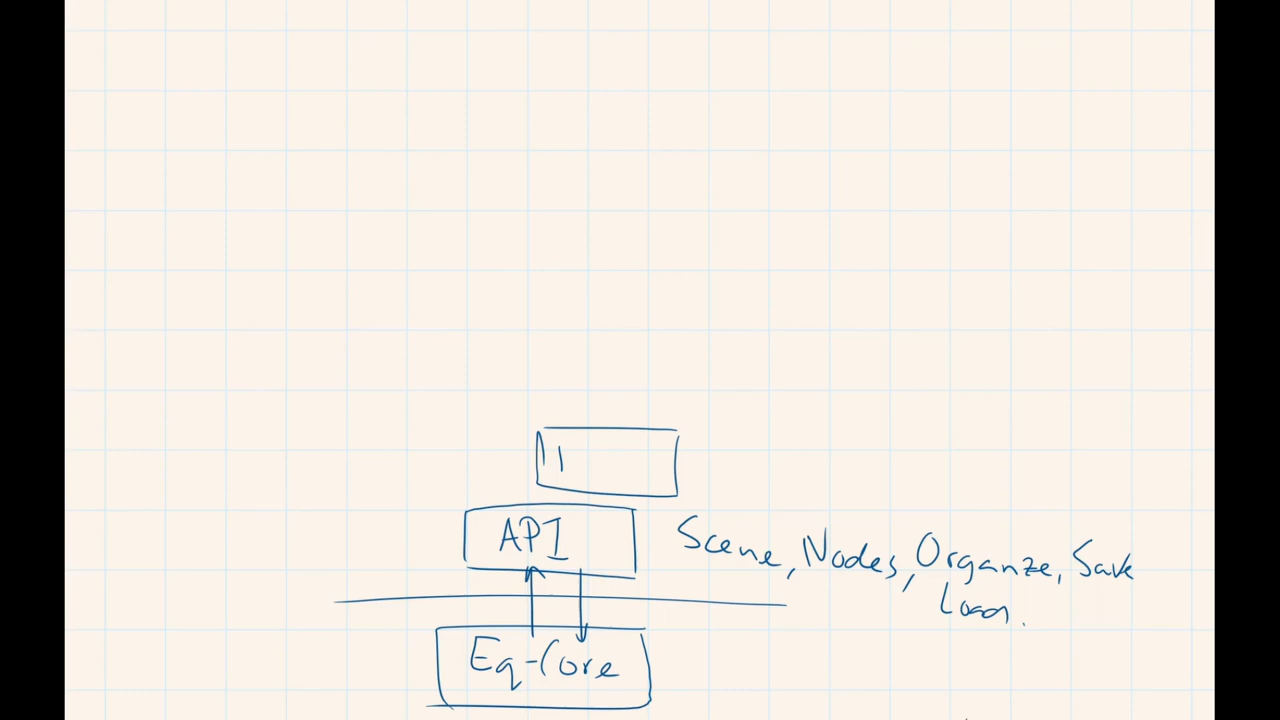 API
Scene, Nodes, Organze, Save
Load.
Eq-Core